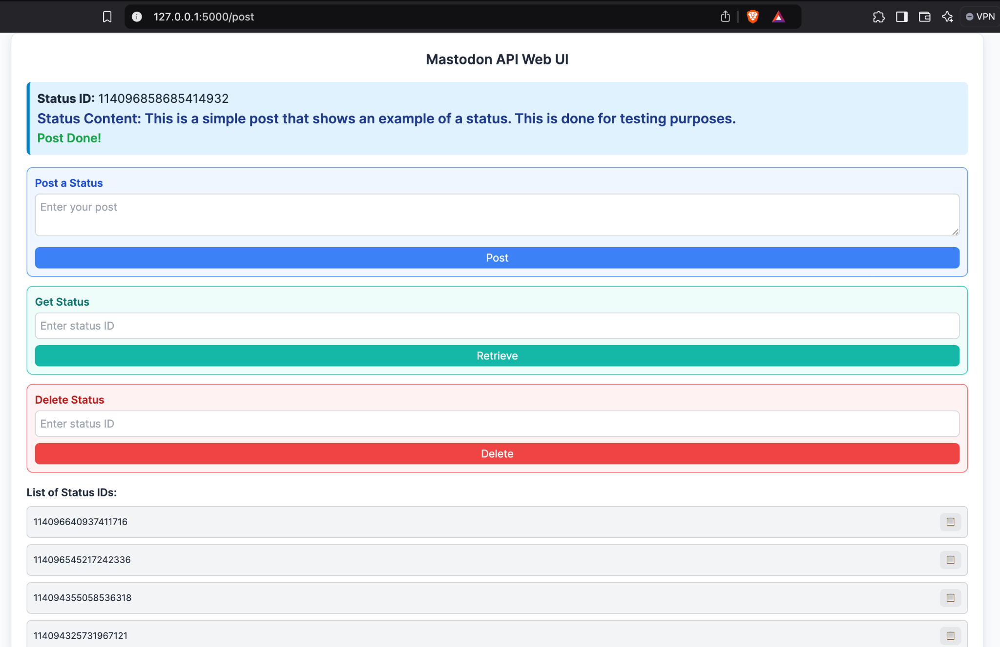 127.0.0.1:5000/post
VPN
Mastodon API Web UI
Status ID: 114096858685414932
Status Content: This is a simple post that shows an example of a status. This is done for testing purposes.
Post Done!
Post a Status
Enter your post
Post
Get Status
Enter status ID
Retrieve
Delete Status
Enter status ID
Delete
List of Status IDs:
114096640937411716
114096545217242336
114094355058536318
114094325731967121